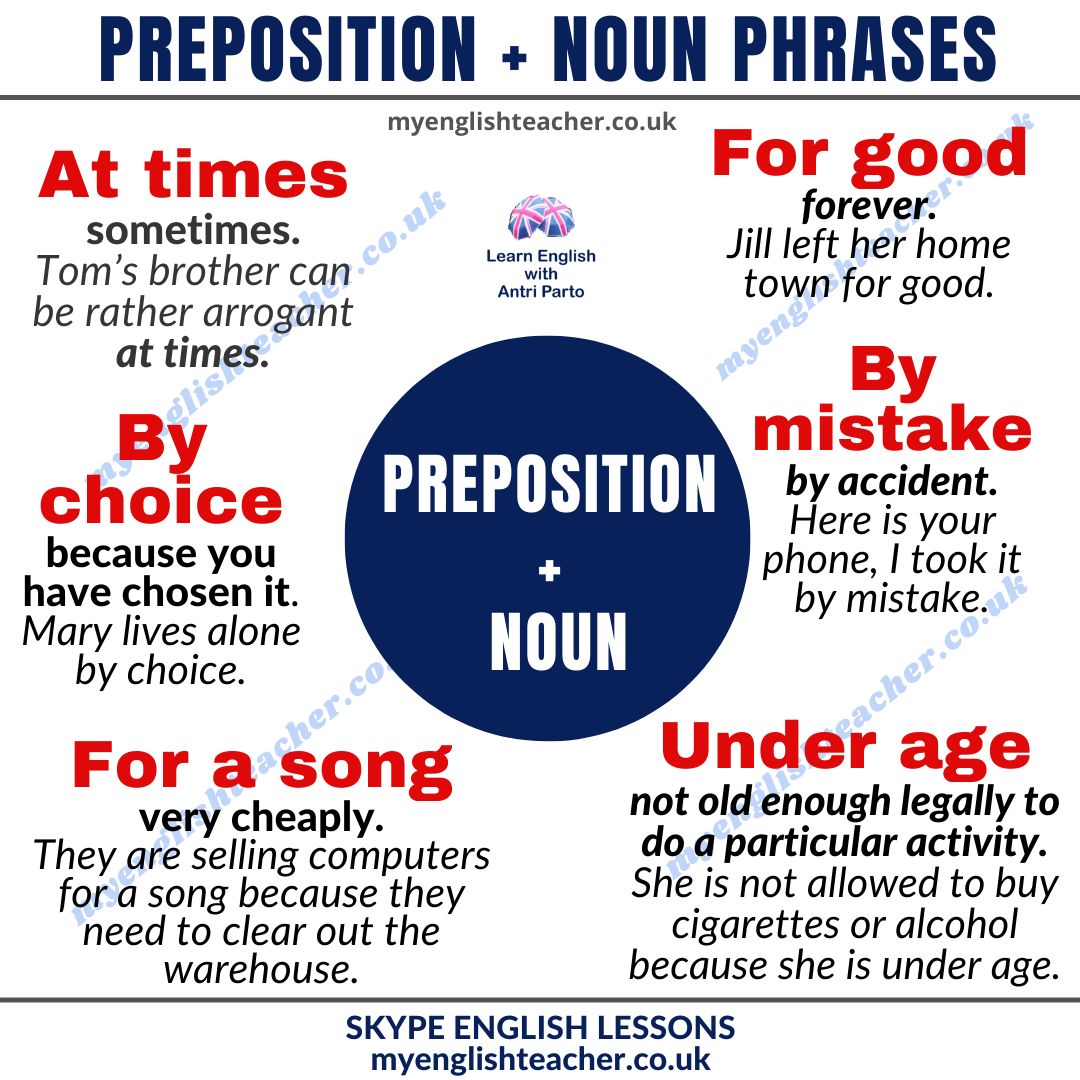 PREPOSITION + NOUN PHRASES
myenglishteacher.co.uk
At times
sometimes.
Tom’s brother can
be rather arrogant
at times.
Learn English
with
Antri Parto
For good
forever.
Jill left her home
town for good.
By
choice
because you
have chosen it.
Mary lives alone
by choice.
PREPOSITION
+
NOUN
By
mistake
by accident.
Here is your
phone, I took it
by mistake.
For a song
very cheaply.
They are selling computers
for a song because they
need to clear out the
warehouse.
Under age
not old enough legally to
do a particular activity.
She is not allowed to buy
cigarettes or alcohol
because she is under age.
myenglishteacher.co.uk
myenglishteacher.co.uk
myenglishteacher.co.
myenglishteacher.co.uk
SKYPE ENGLISH LESSONS
myenglishteacher.co.uk